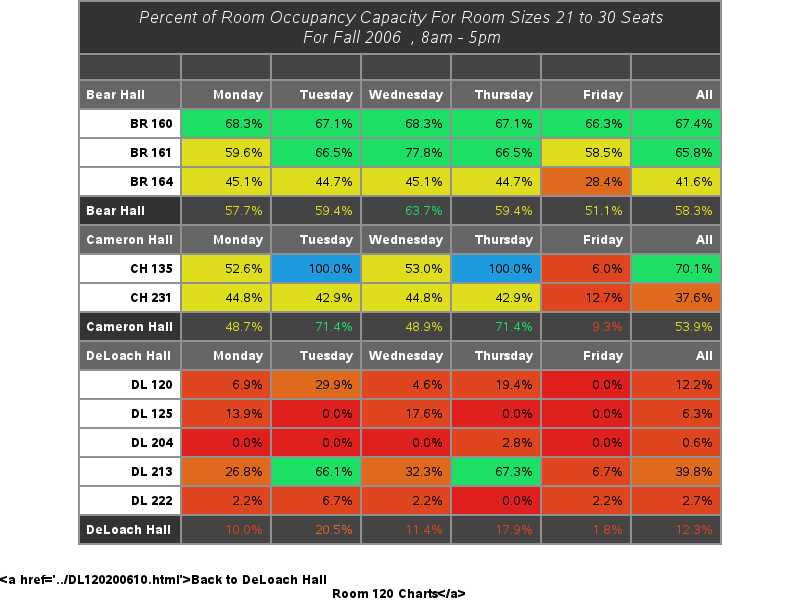 Percent of Room Occupancy Capacity For Room Sizes 21 to 30 Seats
For Fall 2006 , 8am - 5pm
Bear Hall Monday Tuesday Wednesday Thursday Friday All
BR 160 68.3% 67.1% 68.3% 67.1% 66.3% 67.4%
BR 161 59.6% 66.5% 77.8% 66.5% 58.5% 65.8%
BR 164 45.1% 44.7% 45.1% 44.7% 28.4% 41.6%
Bear Hall 57.7% 59.4% 63.7% 59.4% 51.1% 58.3%
Cameron Hall Monday Tuesday Wednesday Thursday Friday All
CH 135 52.6% 100.0% 53.0% 100.0% 6.0% 70.1%
CH 231 44.8% 42.9% 44.8% 42.9% 12.7% 37.6%
Cameron Hall 48.7% 71.4% 48.9% 71.4% 9.3% 53.9%
DeLoach Hall Monday Tuesday Wednesday Thursday Friday All
DL 120 6.9% 29.9% 4.6% 19.4% 0.0% 12.2%
DL 125 13.9% 0.0% 17.6% 0.0% 0.0% 6.3%
DL 204 0.0% 0.0% 0.0% 2.8% 0.0% 0.6%
DL 213 26.8% 66.1% 32.3% 67.3% 6.7% 39.8%
DL 222 2.2% 6.7% 2.2% 0.0% 2.2% 2.7%
DeLoach Hall 10.0% 20.5% 11.4% 17.9% 1.8% 12.3%
<a href='../DL120200610.html'>Back to DeLoach Hall
Room 120 Charts</a>